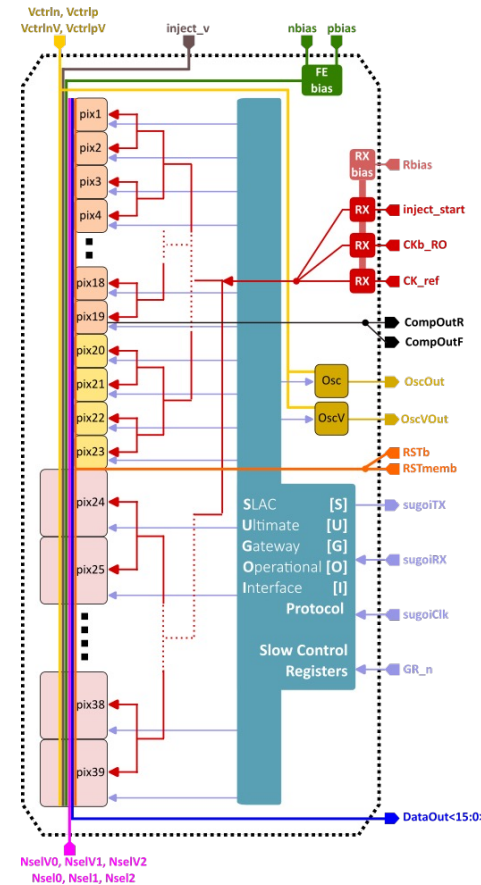 Vctrln, Vctrlp
VctrlnV, VctrlpV
inject_v
nbias
pbias
FE
bias
pix1
pix2
pix3
pix4
pix18
pix19
pix20
pix21
pix22
pix23
pix24
pix25
pix38
pix39
RX
bias
Rbias
RX
inject_start
RX
CKb_RO
RX
CK_ref
CompOutR
CompOutF
Osc
OscOut
OscV
OscVOut
RSTb
RSTmemb
SLAC [S]
Ultimate [U]
Gateway [G]
Operational [O]
Interface [I]
Protocol
Slow Control
Registers
sugoiTX
sugoiRX
sugoiClk
GR_n
DataOut<15:0>
NselV0, NselV1, NselV2
Nsel0, Nsel1, Nsel2